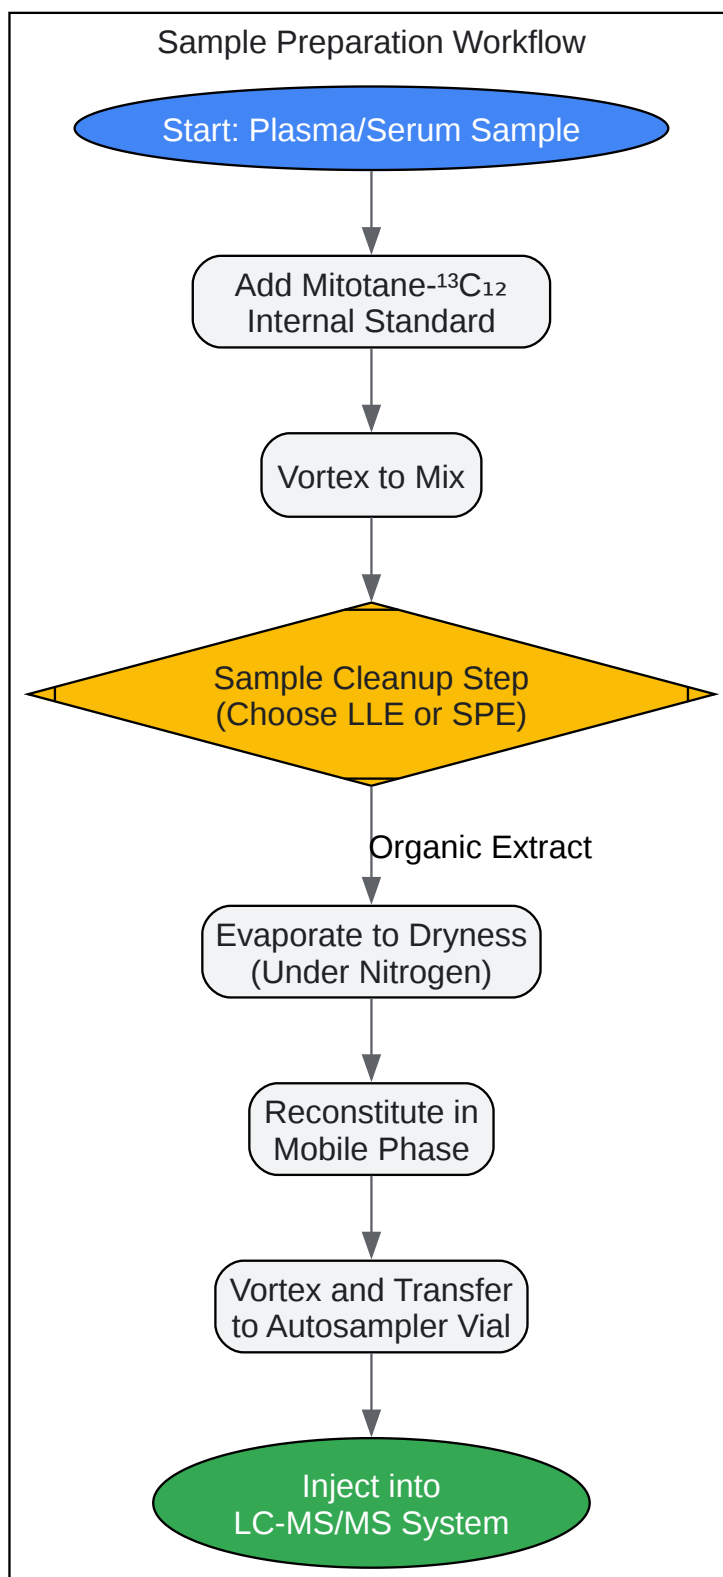 Sample Preparation Workflow
Start: Plasma/Serum Sample
Add Mitotane-¹³C₁₂
Internal Standard
Vortex to Mix
Sample Cleanup Step
(Choose LLE or SPE)
Organic Extract
Evaporate to Dryness
(Under Nitrogen)
Reconstitute in
Mobile Phase
Vortex and Transfer
to Autosampler Vial
Inject into
LC-MS/MS System